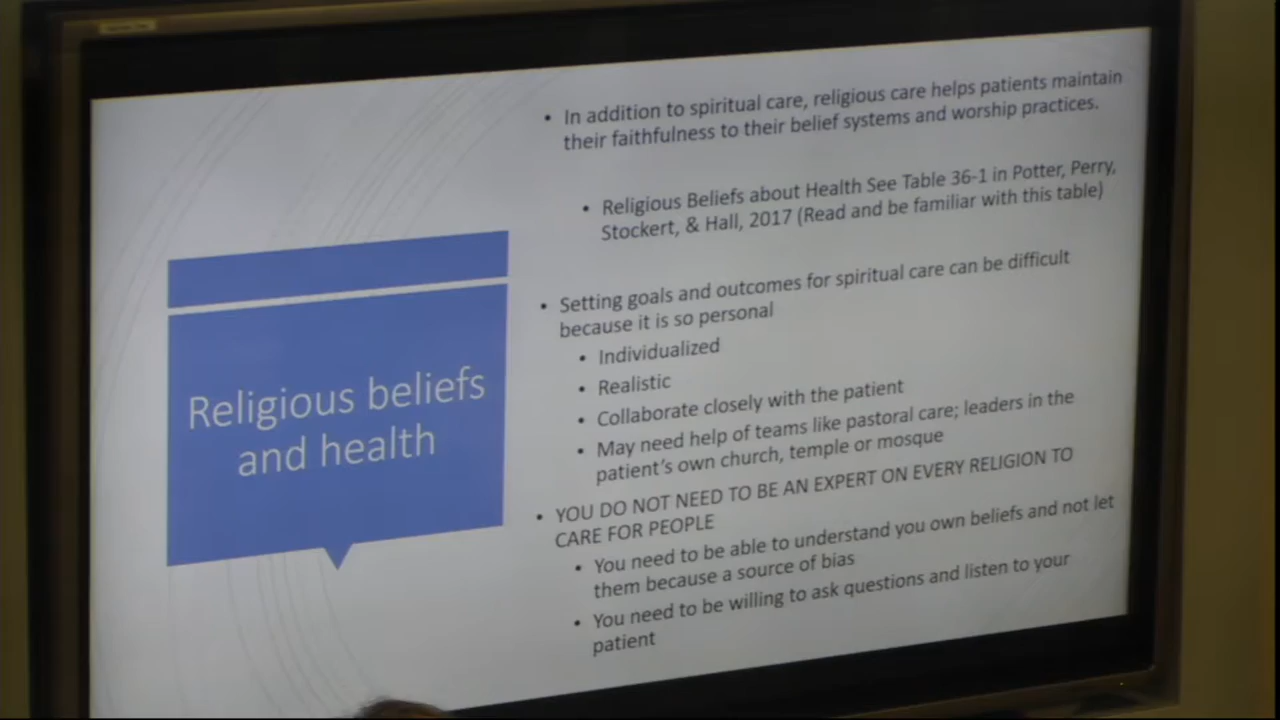 Religious beliefs
and health
• In addition to spiritual care, religious care helps patients maintain
their faithfulness to their belief systems and worship practices.
• Religious Beliefs about Health See Table 36-1 in Potter, Perry,
Stockert, & Hall, 2017 (Read and be familiar with this table)
• Setting goals and outcomes for spiritual care can be difficult
because it is so personal
• Individualized
• Realistic
• Collaborate closely with the patient
• May need help of teams like pastoral care; leaders in the
patient's own church, temple or mosque
• YOU DO NOT NEED TO BE AN EXPERT ON EVERY RELIGION TO
CARE FOR PEOPLE
• You need to be able to understand you own beliefs and not let
them because a source of bias
• You need to be willing to ask questions and listen to your
patient